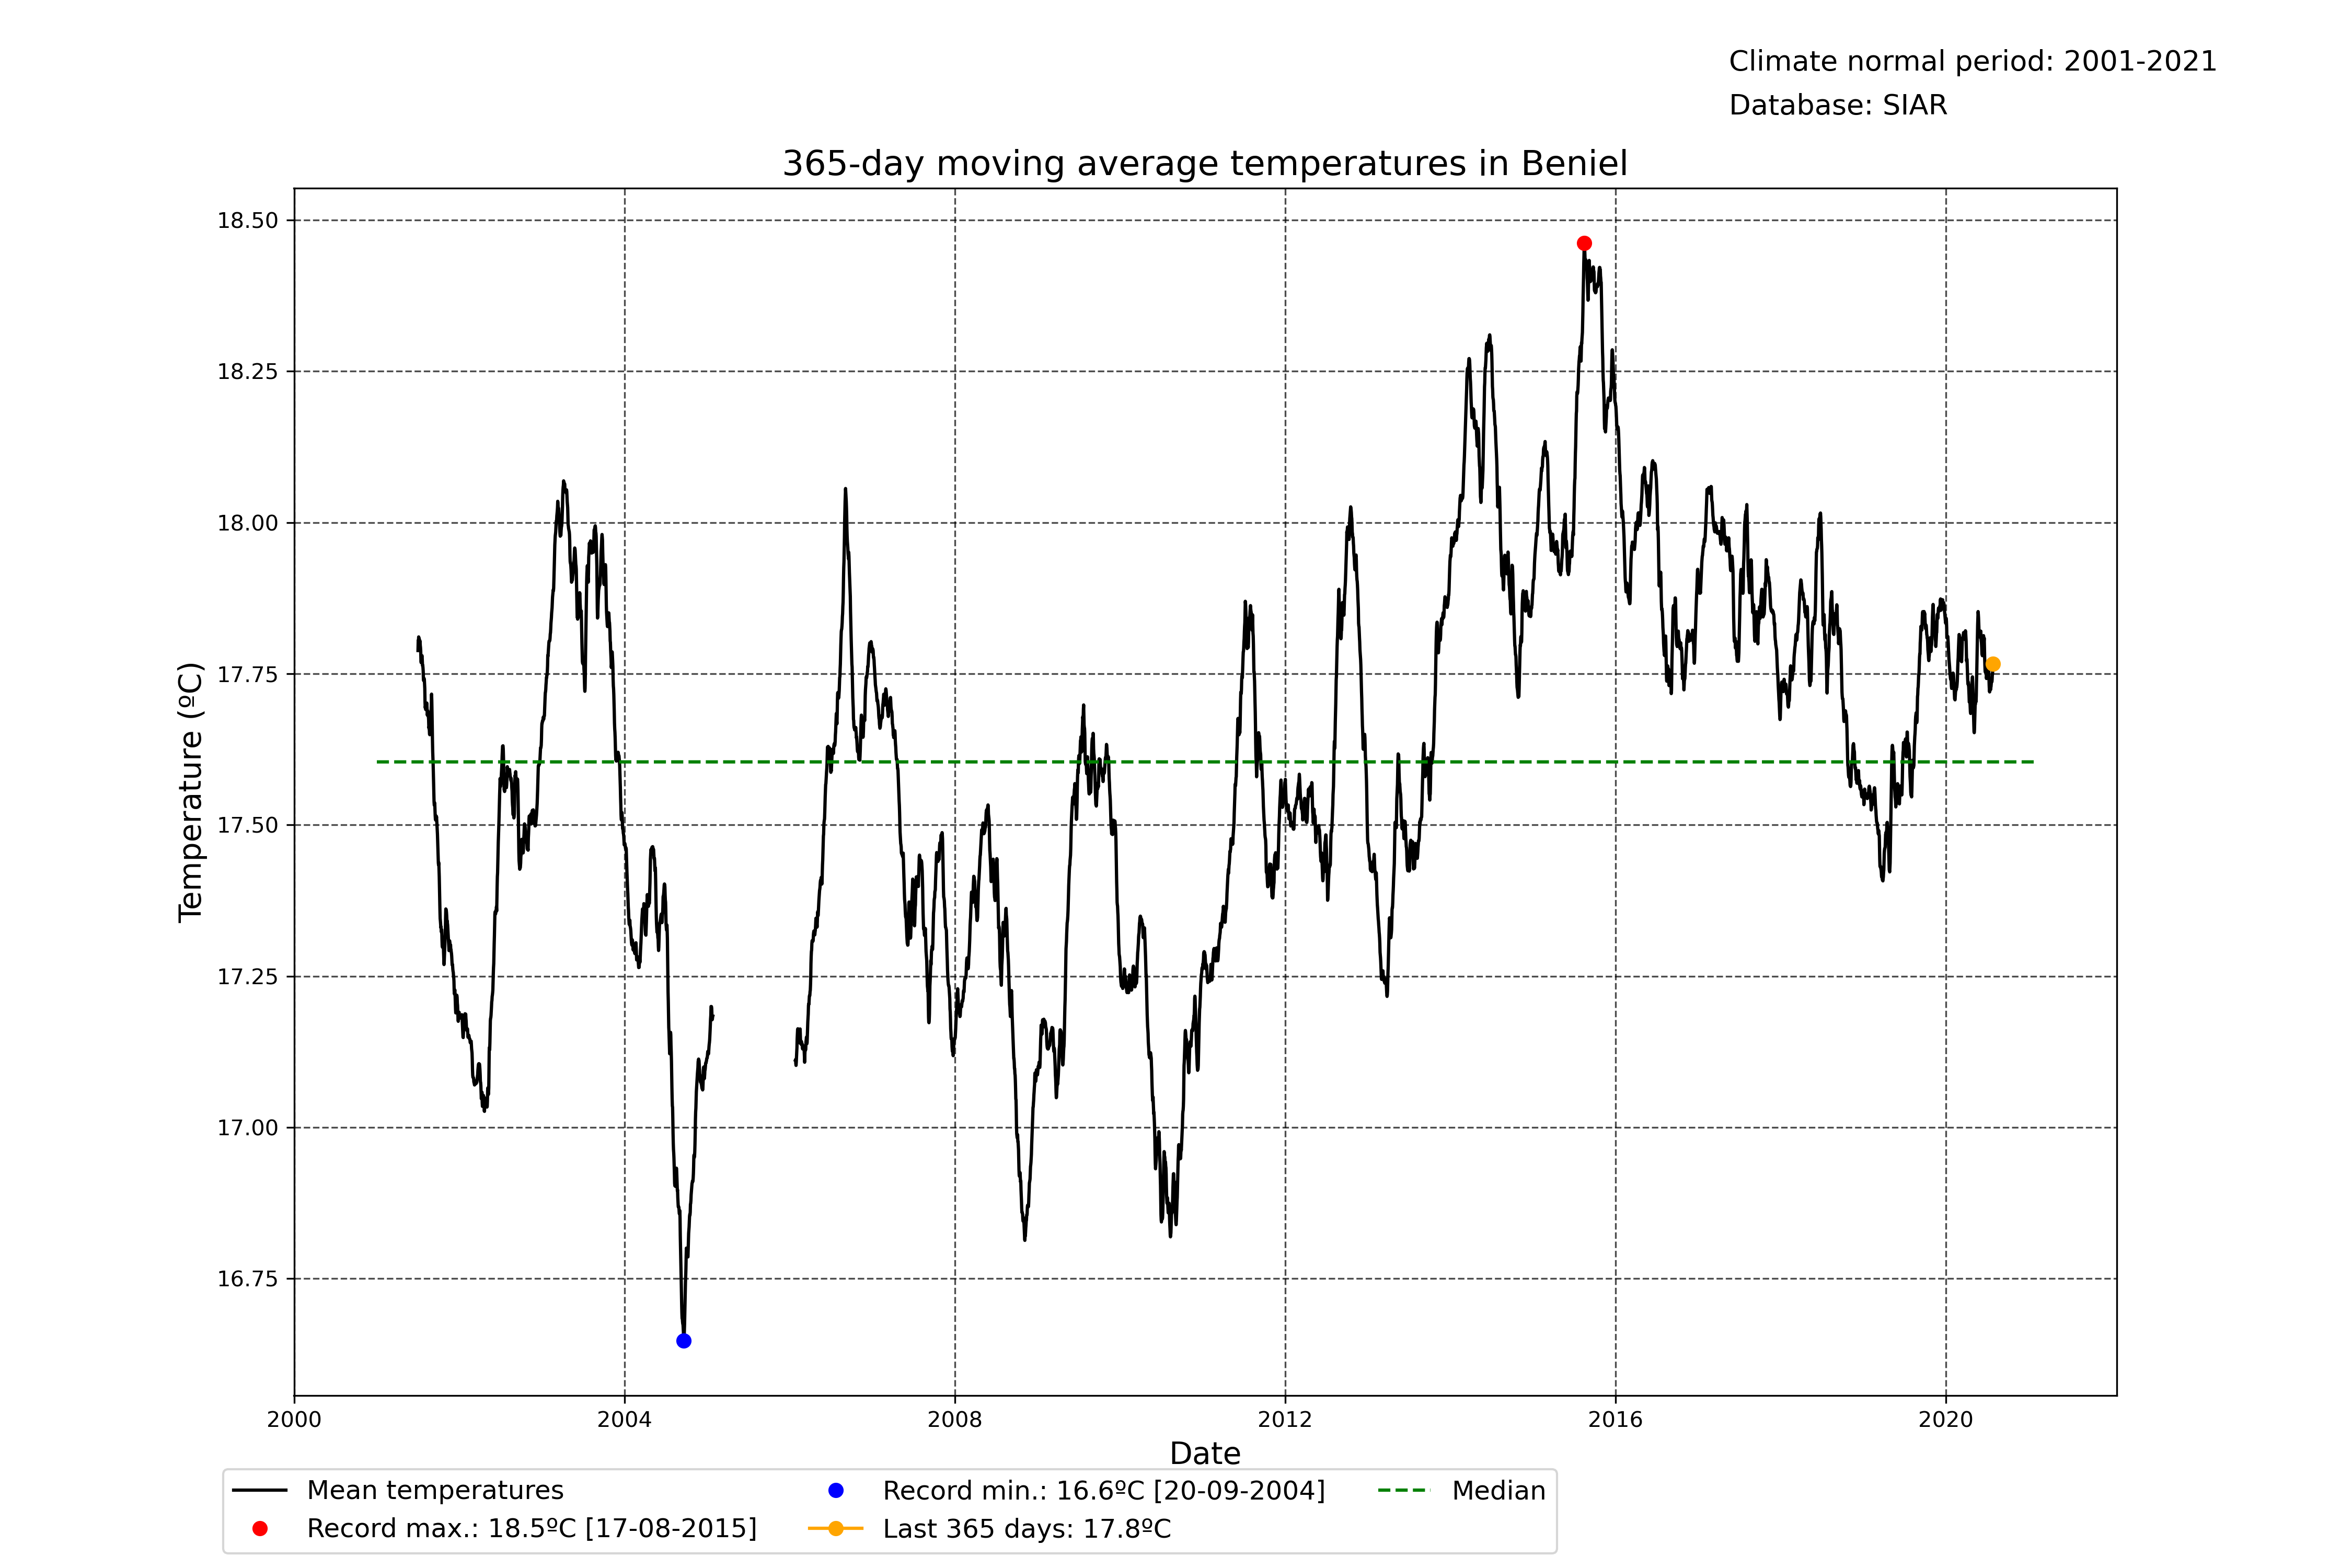 Climate normal period: 2001-2021
Database: SIAR
365-day moving average temperatures in Beniel
18.50
18.25
18.00
17.75
17.50
17.25
17.00
16.75
Temperature (ºC)
2000 2004 2008 2012 2016 2020
Date
Mean temperatures
Record max.: 18.5ºC [17-08-2015]
Record min.: 16.6ºC [20-09-2004]
Last 365 days: 17.8ºC
Median